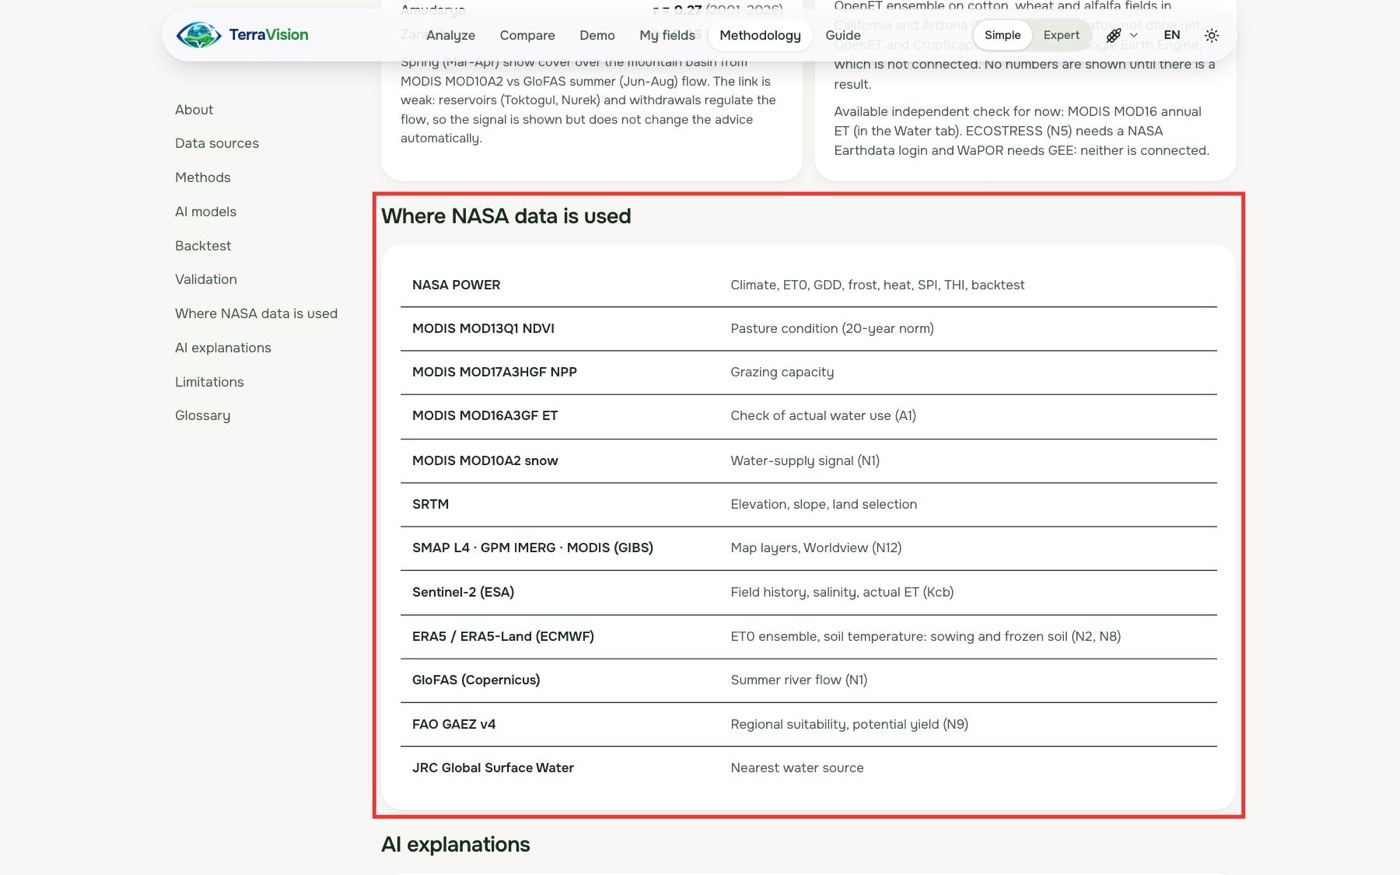 TerraVision
Analyze
Compare
Demo
My fields
Methodology
Guide
Simple
Expert
EN
About
Data sources
Methods
AI models
Backtest
Validation
Where NASA data is used
AI explanations
Limitations
Glossary
Amudaryo r = 0.27 (2001-2026)
Spring (Mar-Apr) snow cover over the mountain basin from
MODIS MOD10A2 vs GloFAS summer (Jun-Aug) flow. The link is
weak: reservoirs (Toktogul, Nurek) and withdrawals regulate the
flow, so the signal is shown but does not change the advice
automatically.
OpenET ensemble on cotton, wheat and alfalfa fields in
California and Arizona
which is not connected. No numbers are shown until there is a
result.
Available independent check for now: MODIS MOD16 annual
ET (in the Water tab). ECOSTRESS (N5) needs a NASA
Earthdata login and WaPOR needs GEE: neither is connected.
Where NASA data is used
NASA POWER Climate, ET0, GDD, frost, heat, SPI, THI, backtest
MODIS MOD13Q1 NDVI Pasture condition (20-year norm)
MODIS MOD17A3HGF NPP Grazing capacity
MODIS MOD16A3GF ET Check of actual water use (A1)
MODIS MOD10A2 snow Water-supply signal (N1)
SRTM Elevation, slope, land selection
SMAP L4 · GPM IMERG · MODIS (GIBS) Map layers, Worldview (N12)
Sentinel-2 (ESA) Field history, salinity, actual ET (Kcb)
ERA5 / ERA5-Land (ECMWF) ET0 ensemble, soil temperature: sowing and frozen soil (N2, N8)
GloFAS (Copernicus) Summer river flow (N1)
FAO GAEZ v4 Regional suitability, potential yield (N9)
JRC Global Surface Water Nearest water source
AI explanations